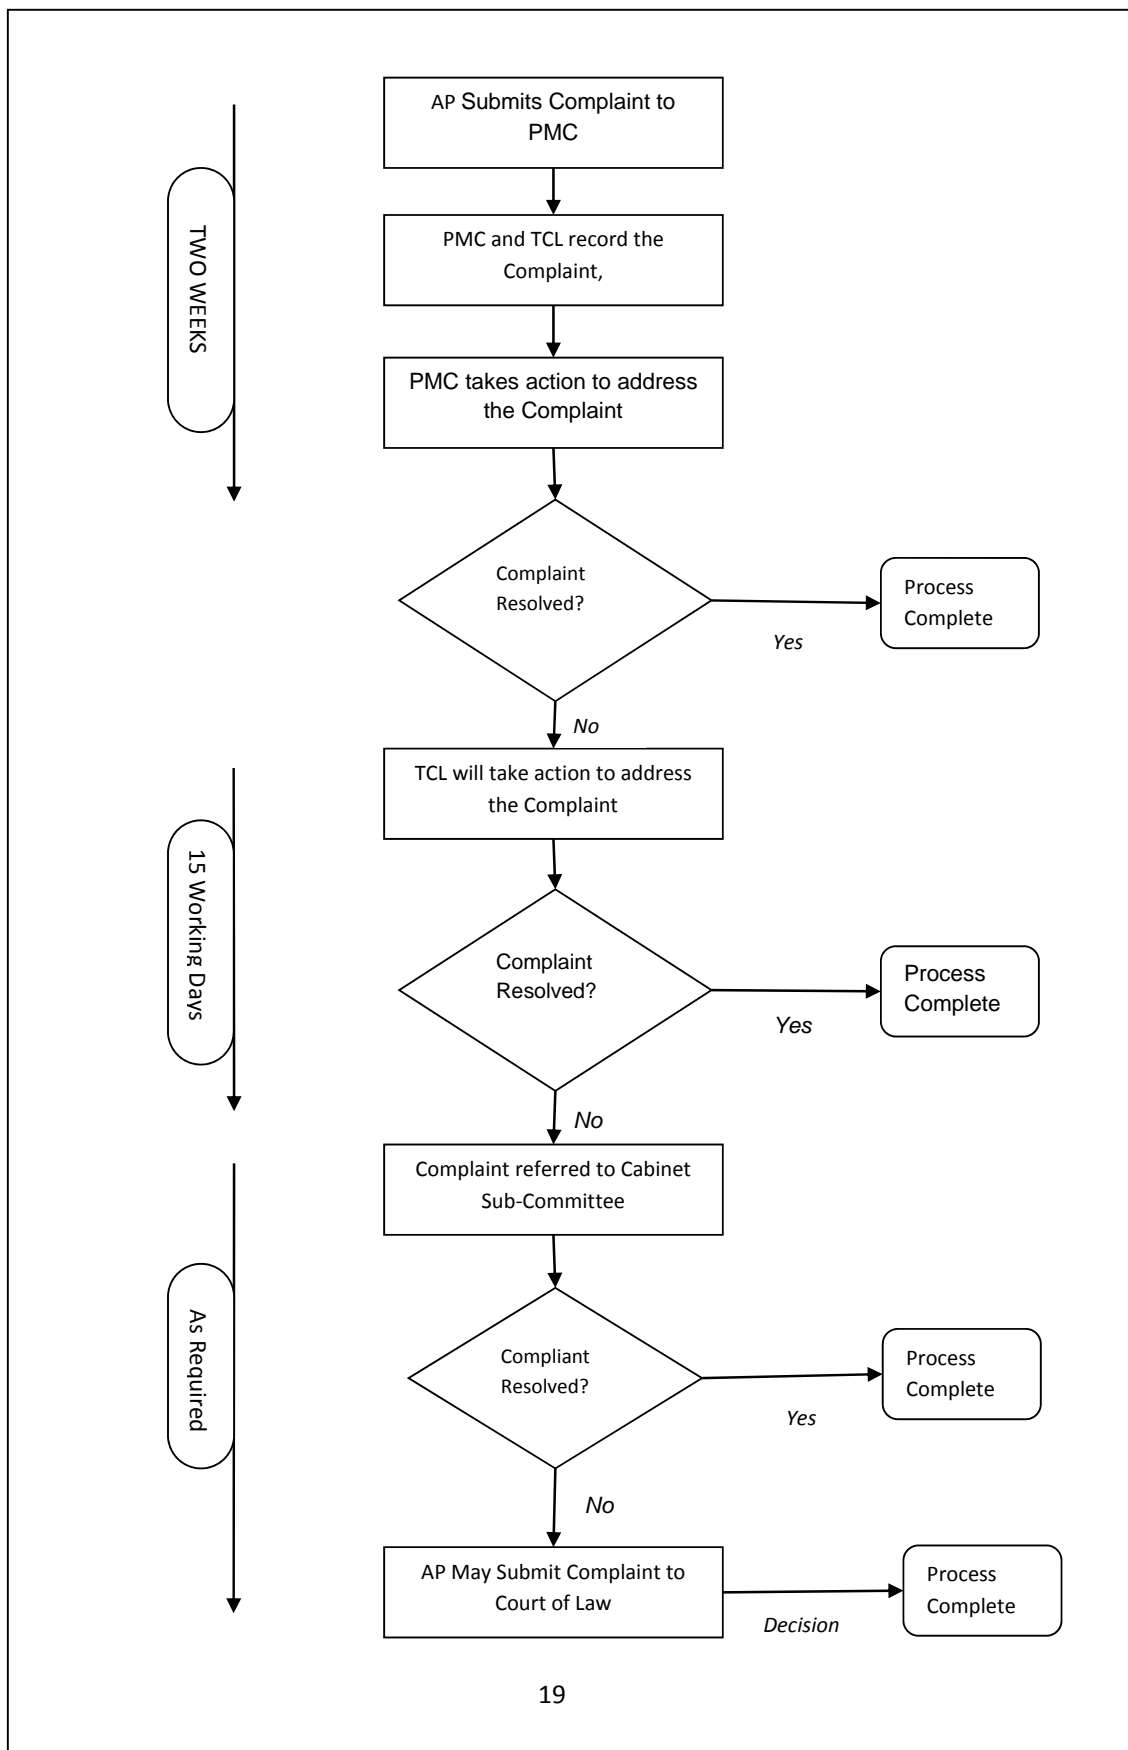 AP Submits Complaint to
PMC
TWO WEEKS
PMC and TCL record the
Complaint,
PMC takes action to address
the Complaint
Complaint
Resolved?
Process
Complete
Yes
No
TCL will take action to address
the Complaint
15 Working Days
Complaint
Resolved?
Process
Complete
Yes
No
Complaint referred to Cabinet
Sub-Committee
As Required
Compliant
Resolved?
Process
Complete
Yes
No
AP May Submit Complaint to
Court of Law
Process
Complete
Decision
19